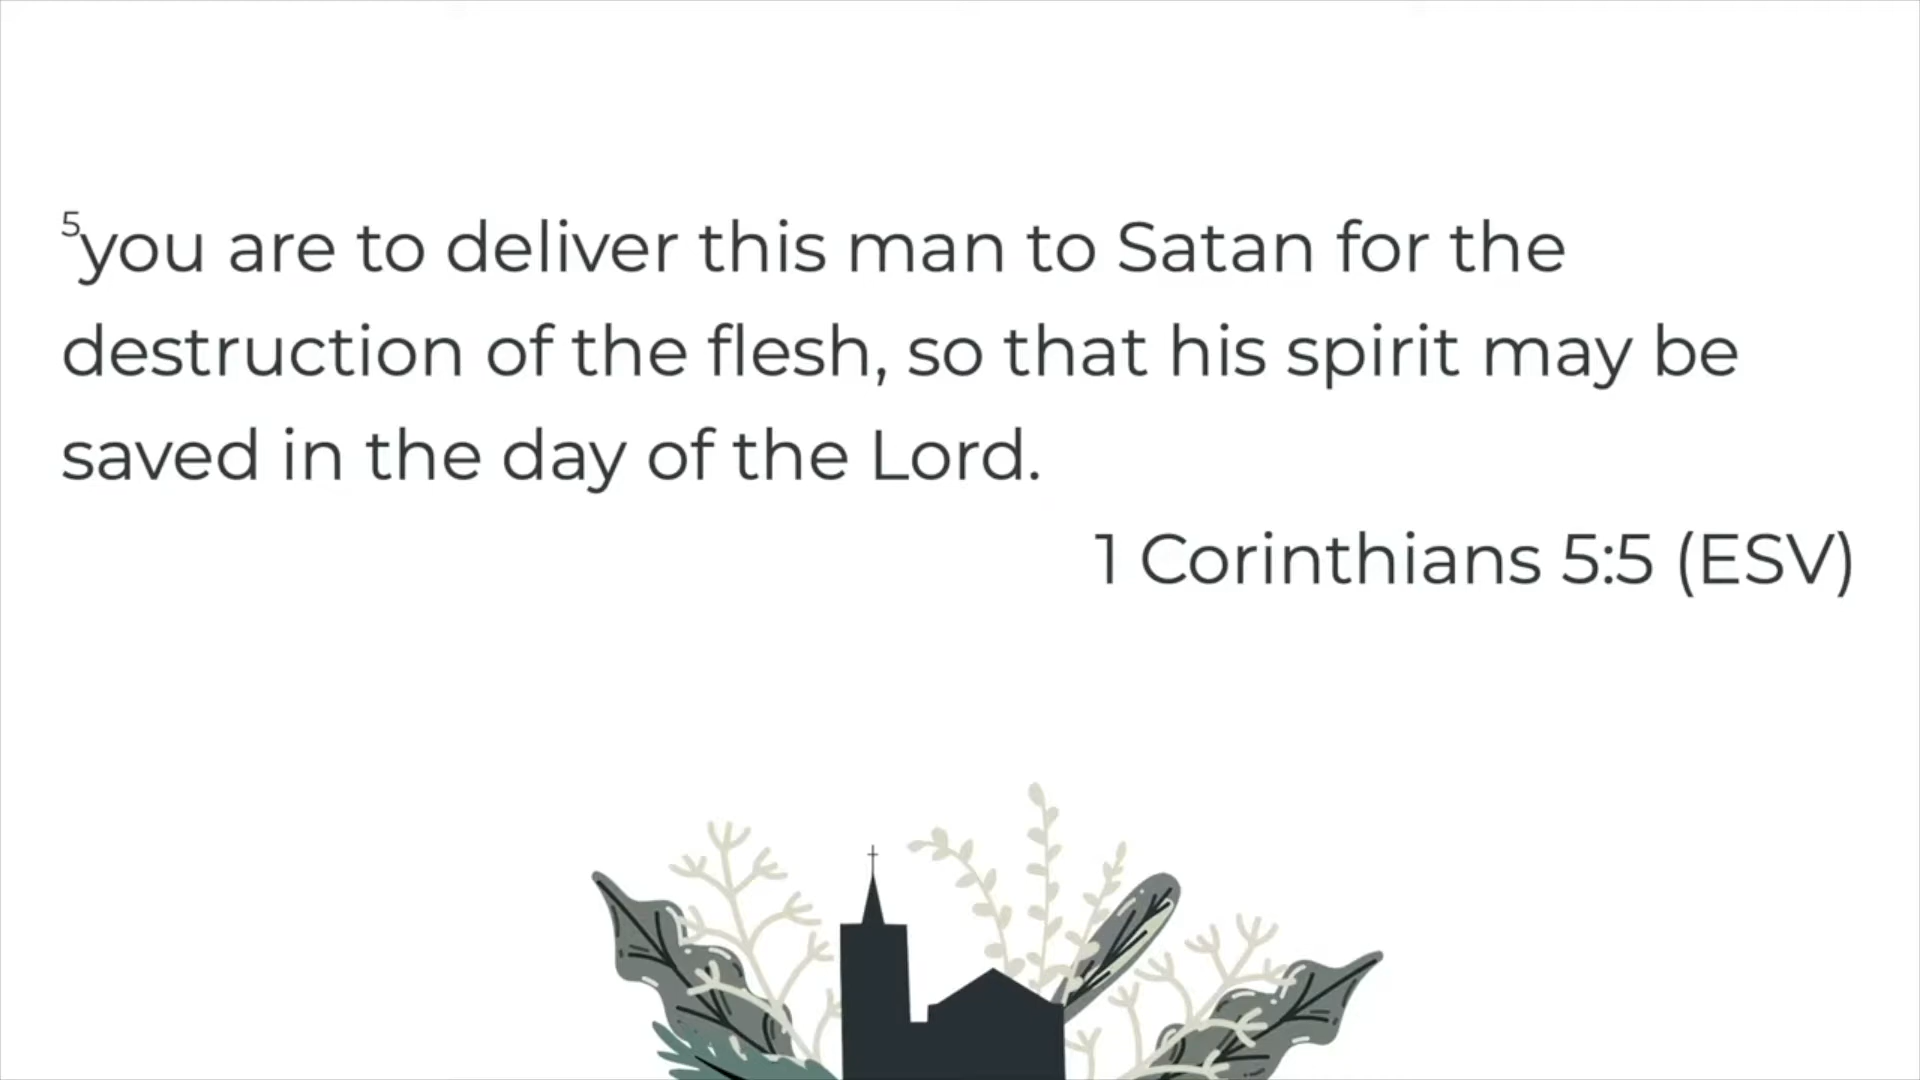 5you are to deliver this man to Satan for the
destruction of the flesh, so that his spirit may be
saved in the day of the Lord.
1 Corinthians 5:5 (ESV)